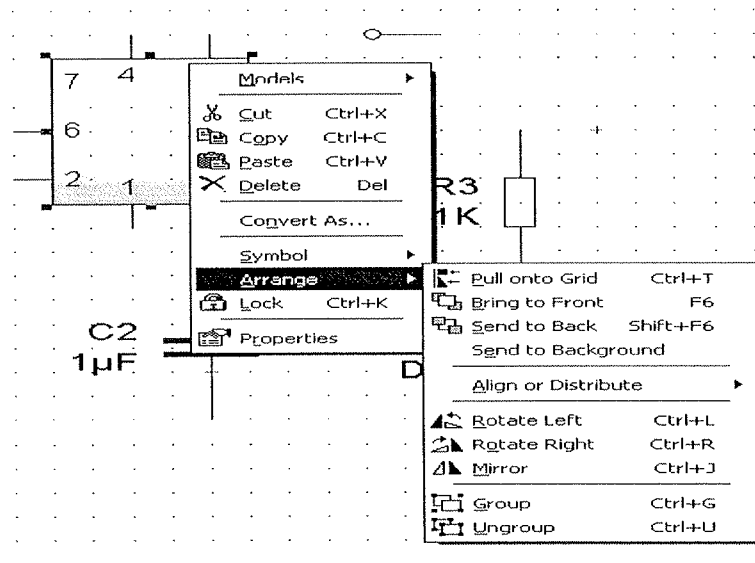 7 4
6
2 1
Models
Cut Ctrl+X
Copy Ctrl+C
Paste Ctrl+V
Delete Del
Convert As...
Symbol
Arrange
Lock Ctrl+K
Properties
R3
1K
C2
1µF
D
Pull onto Grid Ctrl+T
Bring to Front F6
Send to Back Shift+F6
Send to Background
Align or Distribute
Rotate Left Ctrl+L
Rotate Right Ctrl+R
Mirror Ctrl+J
Group Ctrl+G
Ungroup Ctrl+U